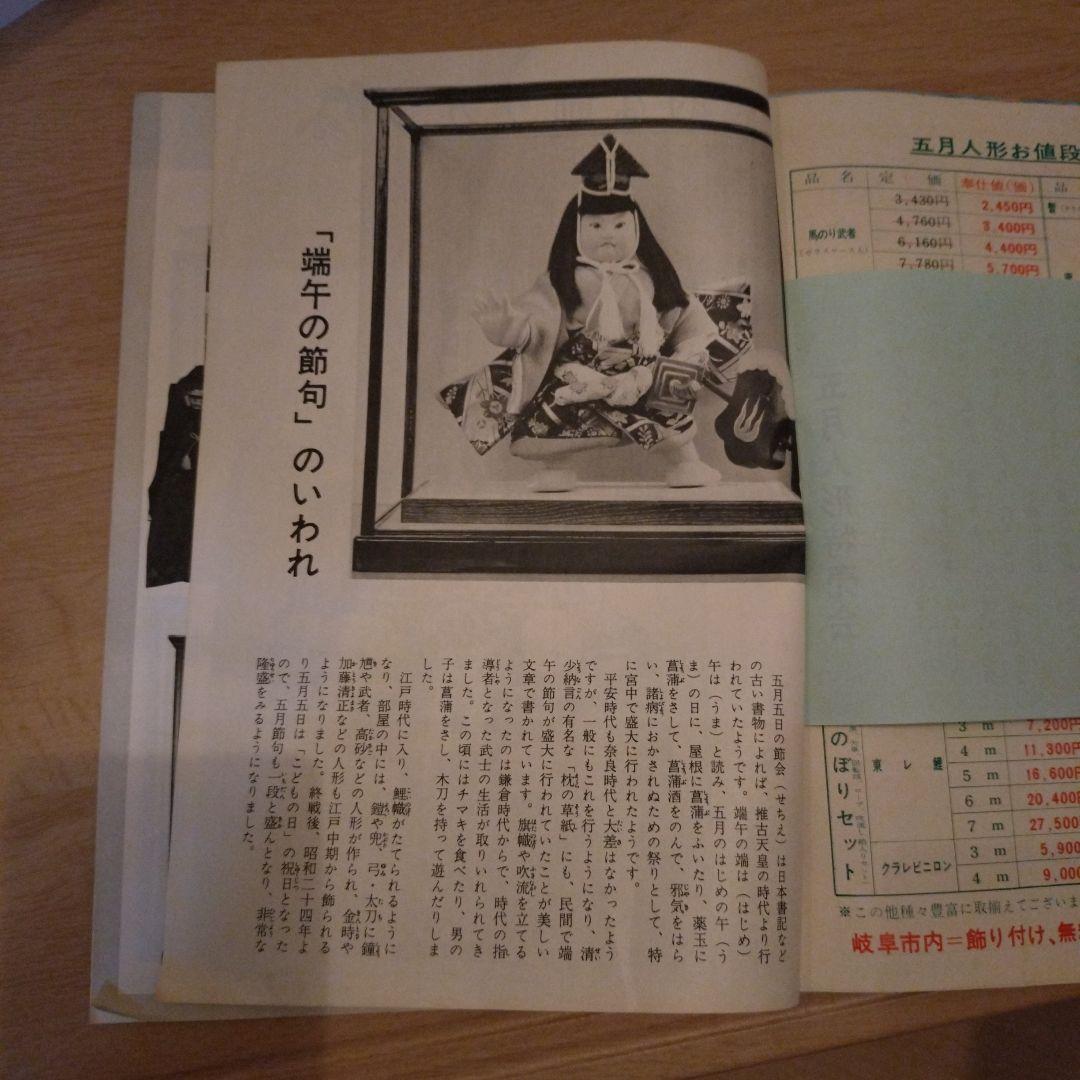 「端午の節句」のいわれ
五月五日の節会（せちえ）は日本書記など
の古い書物によれば、推古天皇の時代より行
われていたようです。端午の端は（はじめ）
午は（うま）と読み、五月のはじめの午（う
ま）の日に、屋根に菖蒲をふいたり、薬玉に
菖蒲をさして、菖蒲酒をのんで、邪気をはら
い、諸病におかされぬための祭りとして、特
に宮中で盛大に行われたようです。
平安時代も奈良時代と大差はなかったよう
ですが、一般にもこれを行うようになり、清
少納言の有名な「枕の草紙」にも、民間で端
午の節句が盛大に行われていたことが美しい
文章で書かれています。旗幟や吹流を立てる
ようになったのは鎌倉時代からで、時代の指
導者となった武士の生活が取りいれられてき
ました。この頃にはチマキを食べたり、男の
子は菖蒲をさし、木刀を持って遊んだりしま
した。
江戸時代に入り、鯉幟がたてられるように
なり、部屋の中には、鎧や兜、弓・太刀に鐘
馗や武者、高砂などの人形が作られ、金時や
加藤清正などの人形も江戸中期から飾られる
ようになりました。終戦後、昭和二十四年よ
り五月五日は「こどもの日」の祝日となった
ので、五月節句も一段と盛んとなり、非常な
隆盛をみるようになりました。
五月人形お値段
品名 定価 奉仕値(価) 品
馬のり武者
3,430円 2,450円
4,760円 3,400円
6,160円 4,400円
7,780円 5,700円
のぼりセット
東レ鯉
3m 7,200円
4m 11,300円
5m 16,600円
6m 20,400円
7m 27,500
クラレビニロン
3m 5,900
4m 9,000
※この他種々豊富に取揃えてございま
岐阜市内＝飾り付け、無